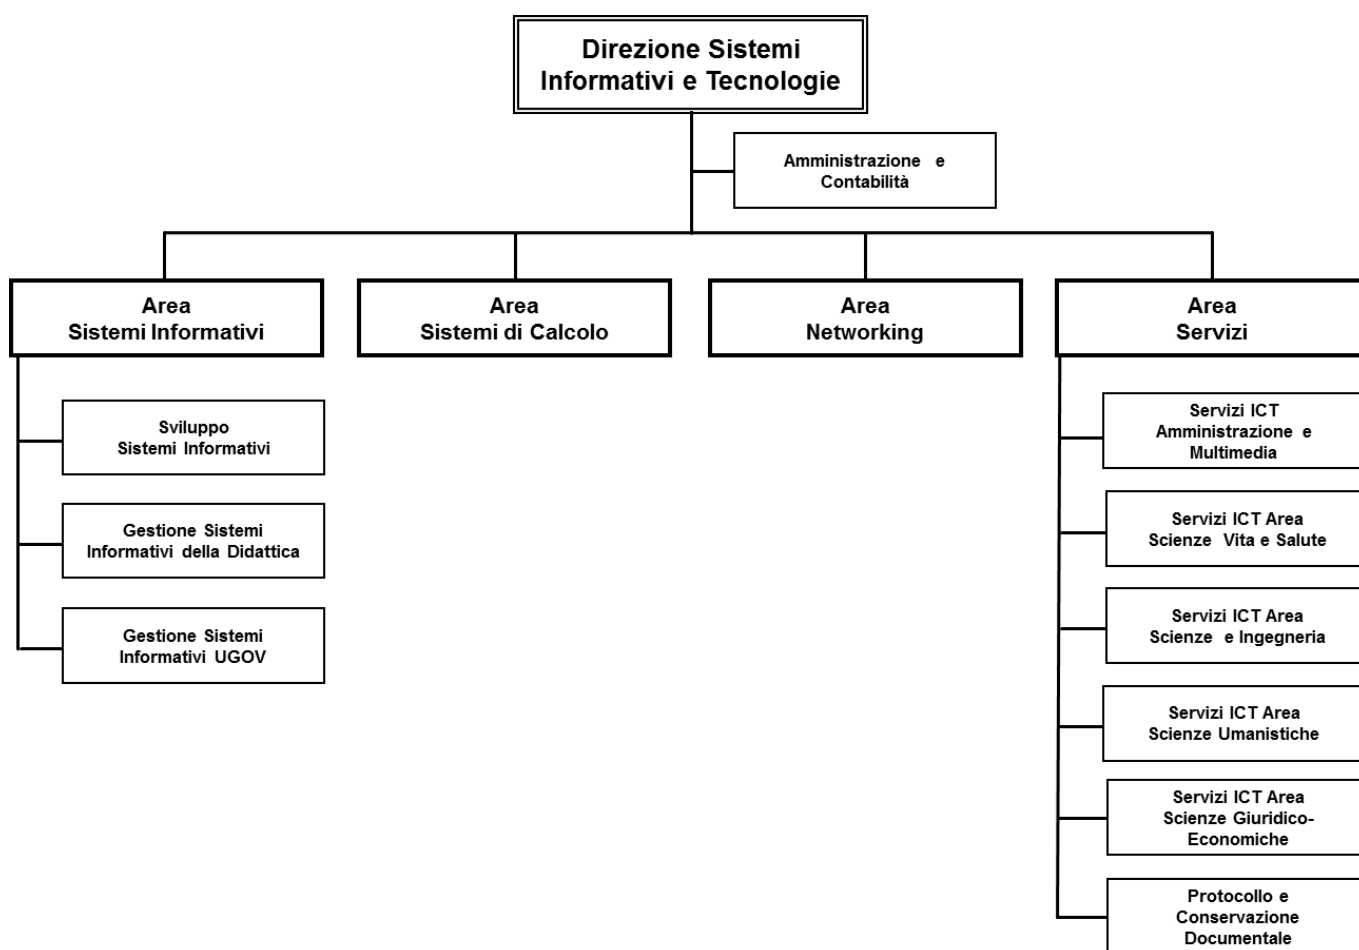 Direzione Sistemi
Informativi e Tecnologie
Amministrazione e
Contabilità
Area
Sistemi Informativi
Area
Sistemi di Calcolo
Area
Networking
Area
Servizi
Sviluppo
Sistemi Informativi
Gestione Sistemi
Informativi della Didattica
Gestione Sistemi
Informativi UGOV
Servizi ICT
Amministrazione e
Multimedia
Servizi ICT Area
Scienze Vita e Salute
Servizi ICT Area
Scienze e Ingegneria
Servizi ICT Area
Scienze Umanistiche
Servizi ICT Area
Scienze Giuridico-
Economiche
Protocollo e
Conservazione
Documentale